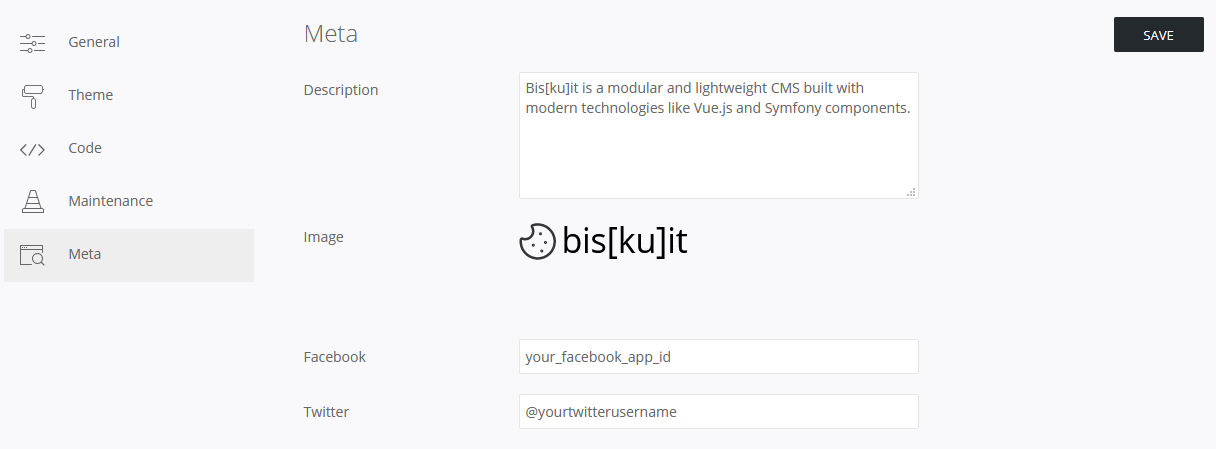 General
Theme
Code
Maintenance
Meta
Meta
SAVE
Description
Bis[ku]it is a modular and lightweight CMS built with
modern technologies like Vue.js and Symfony components.
Image
bis[ku]it
Facebook
your_facebook_app_id
Twitter
@yourtwitterusername